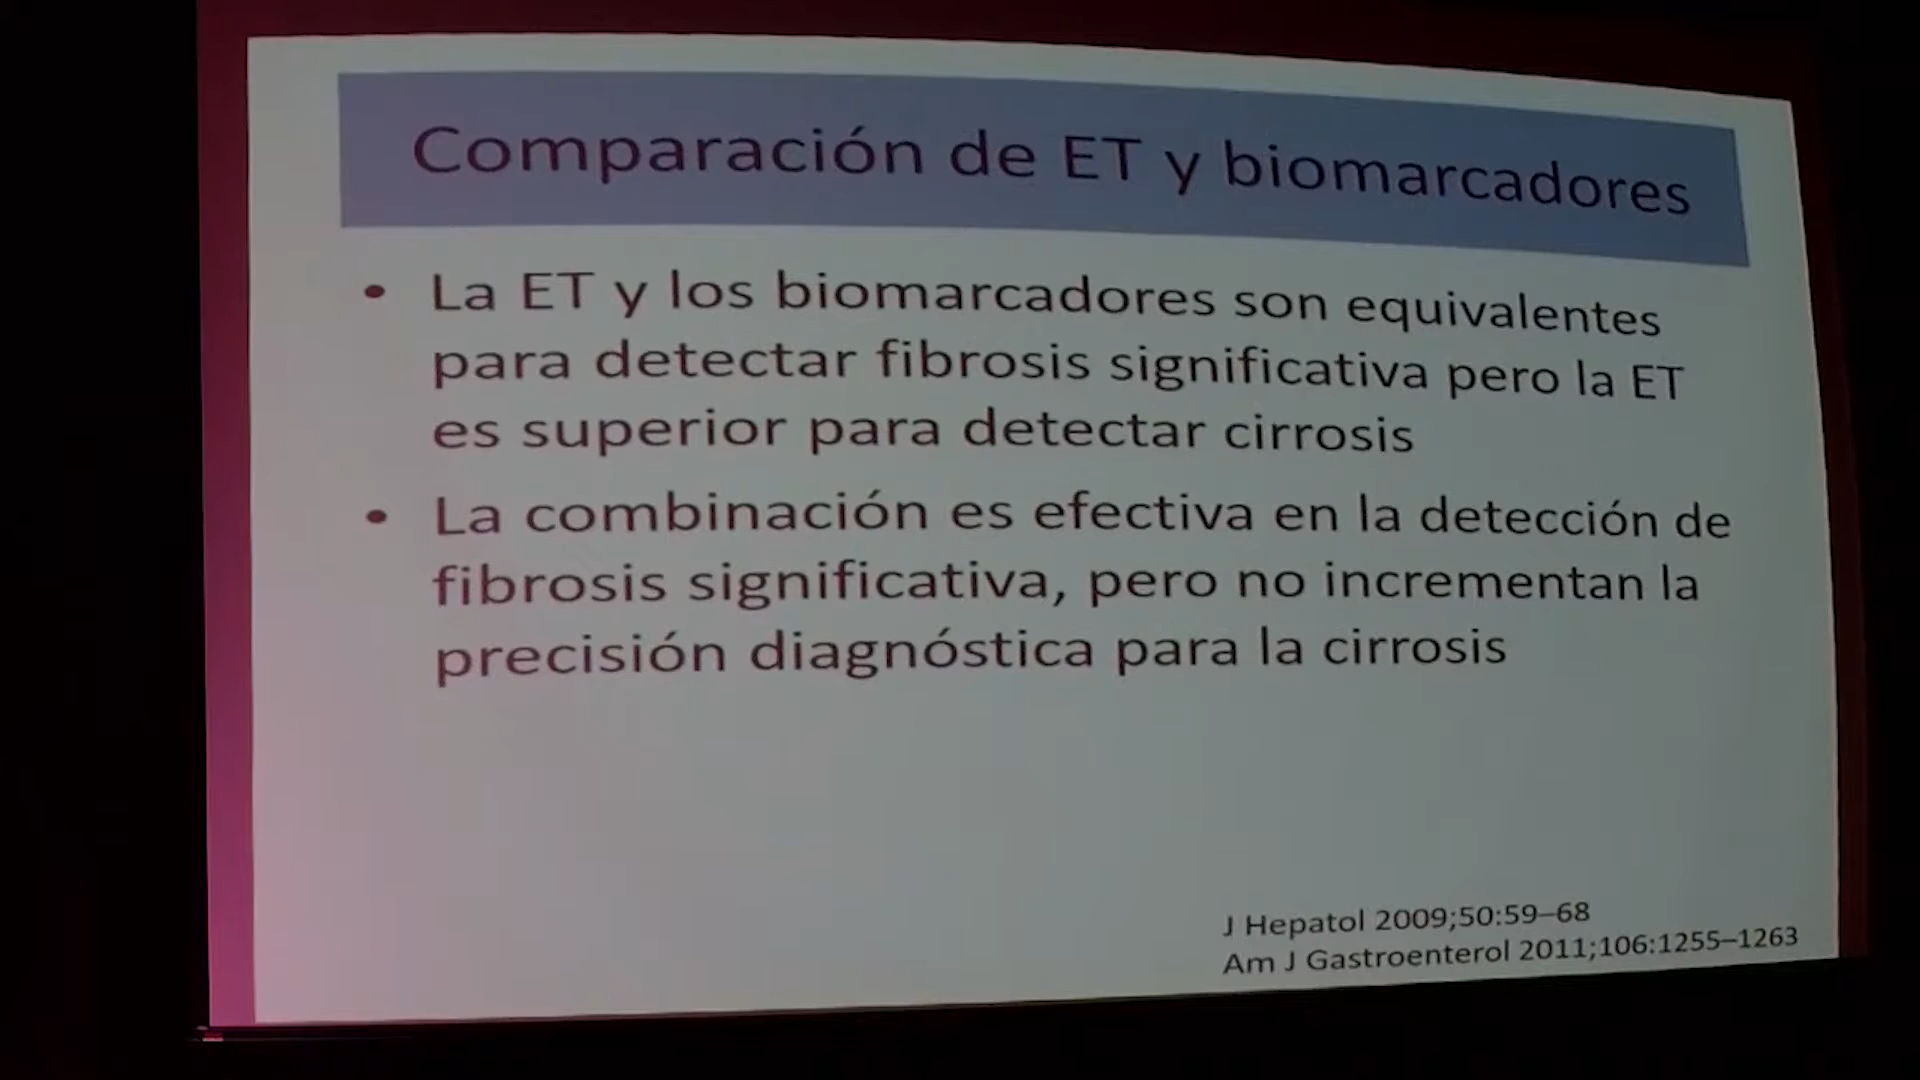 Comparación de ET y biomarcadores
• La ET y los biomarcadores son equivalentes
para detectar fibrosis significativa pero la ET
es superior para detectar cirrosis
• La combinación es efectiva en la detección de
fibrosis significativa, pero no incrementan la
precisión diagnóstica para la cirrosis
J Hepatol 2009;50:59–68
Am J Gastroenterol 2011;106:1255–1263